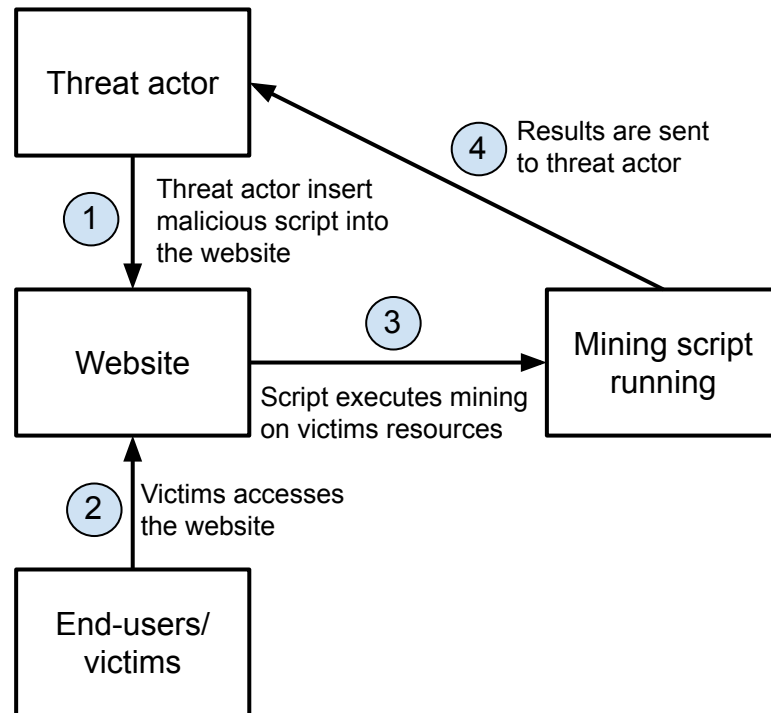 Threat actor
4
Results are sent
to threat actor
1
Threat actor insert
malicious script into
the website
Website
3
Script executes mining
on victims resources
Mining script
running
2
Victims accesses
the website
End-users/
victims